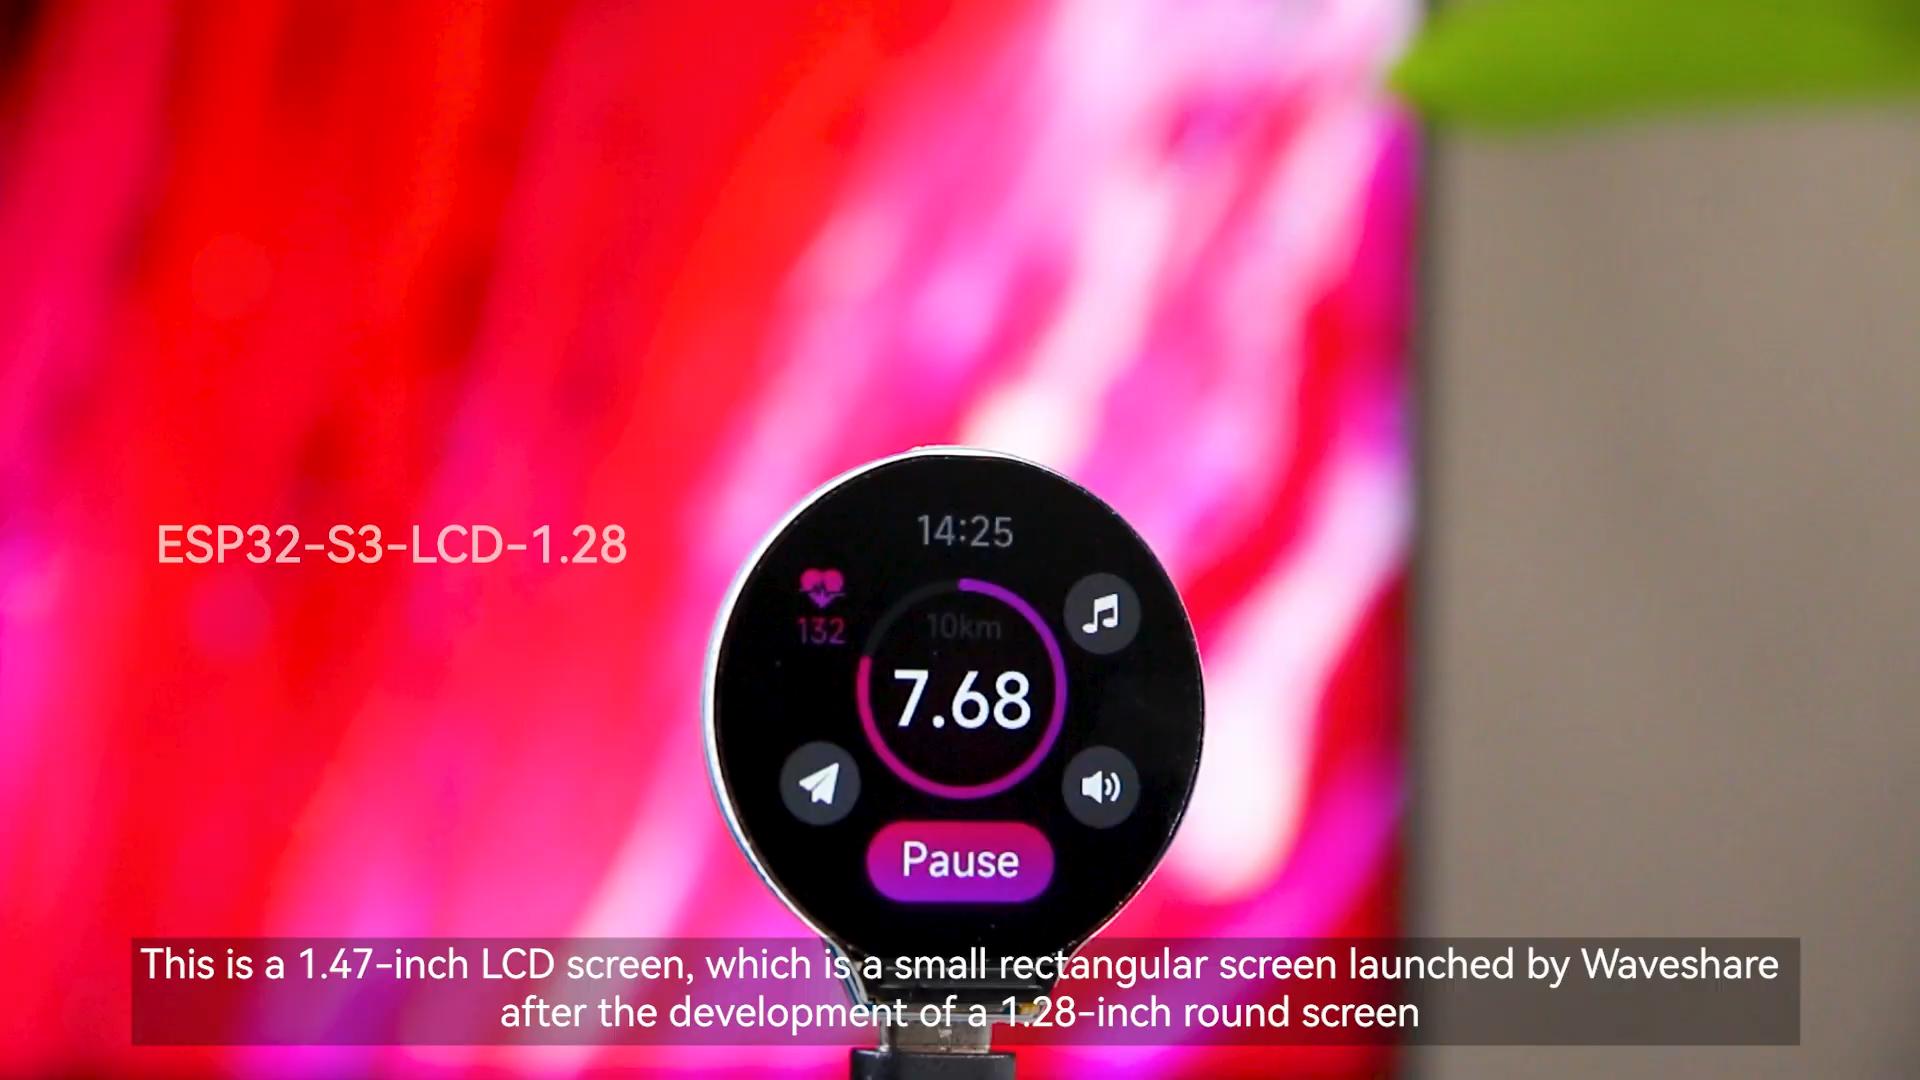 ESP32-S3-LCD-1.28
14:25
132
10km
7.68
Pause
This is a 1.47-inch LCD screen, which is a small rectangular screen launched by Waveshare
after the development of a 1.28-inch round screen